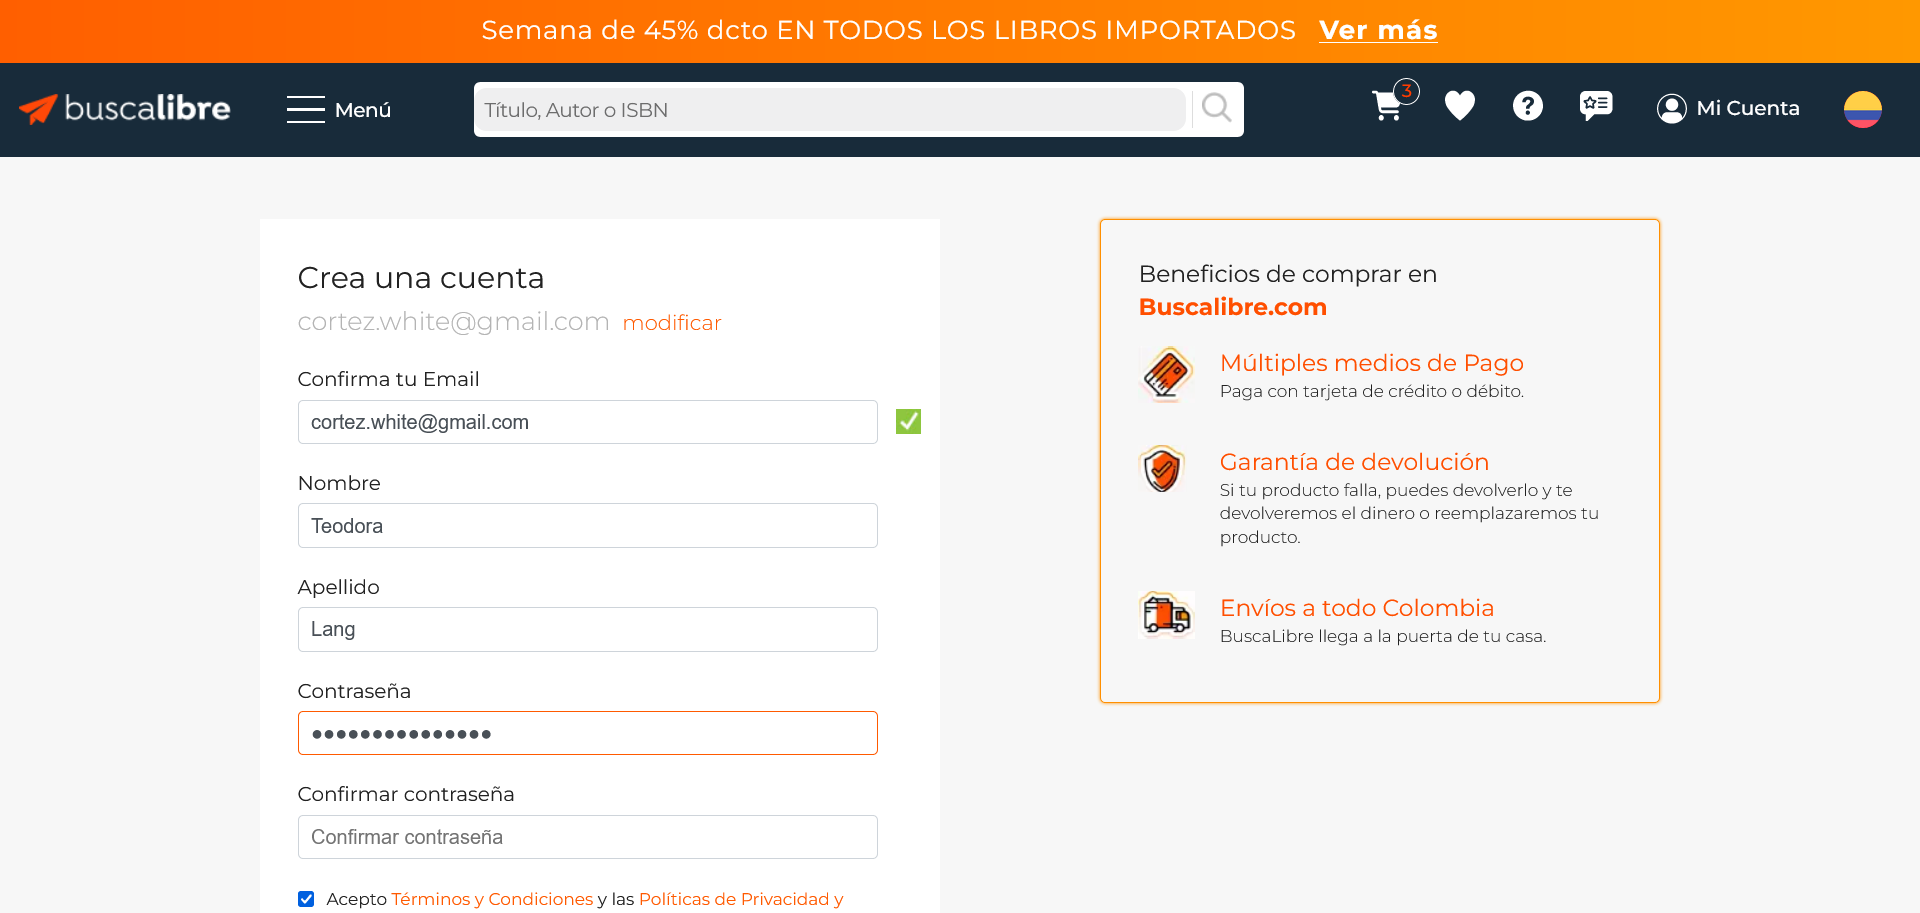 Semana de 45% dcto EN TODOS LOS LIBROS IMPORTADOS Ver más
buscalibre
Menú
Título, Autor o ISBN
3
Mi Cuenta
Crea una cuenta
cortez.white@gmail.com modificar
Confirma tu Email
cortez.white@gmail.com
Nombre
Teodora
Apellido
Lang
Contraseña
•••••••••••••••
Confirmar contraseña
Confirmar contraseña
Acepto Términos y Condiciones y las Políticas de Privacidad y
Beneficios de comprar en
Buscalibre.com
Múltiples medios de Pago
Paga con tarjeta de crédito o débito.
Garantía de devolución
Si tu producto falla, puedes devolverlo y te
devolveremos el dinero o reemplazaremos tu
producto.
Envíos a todo Colombia
BuscaLibre llega a la puerta de tu casa.